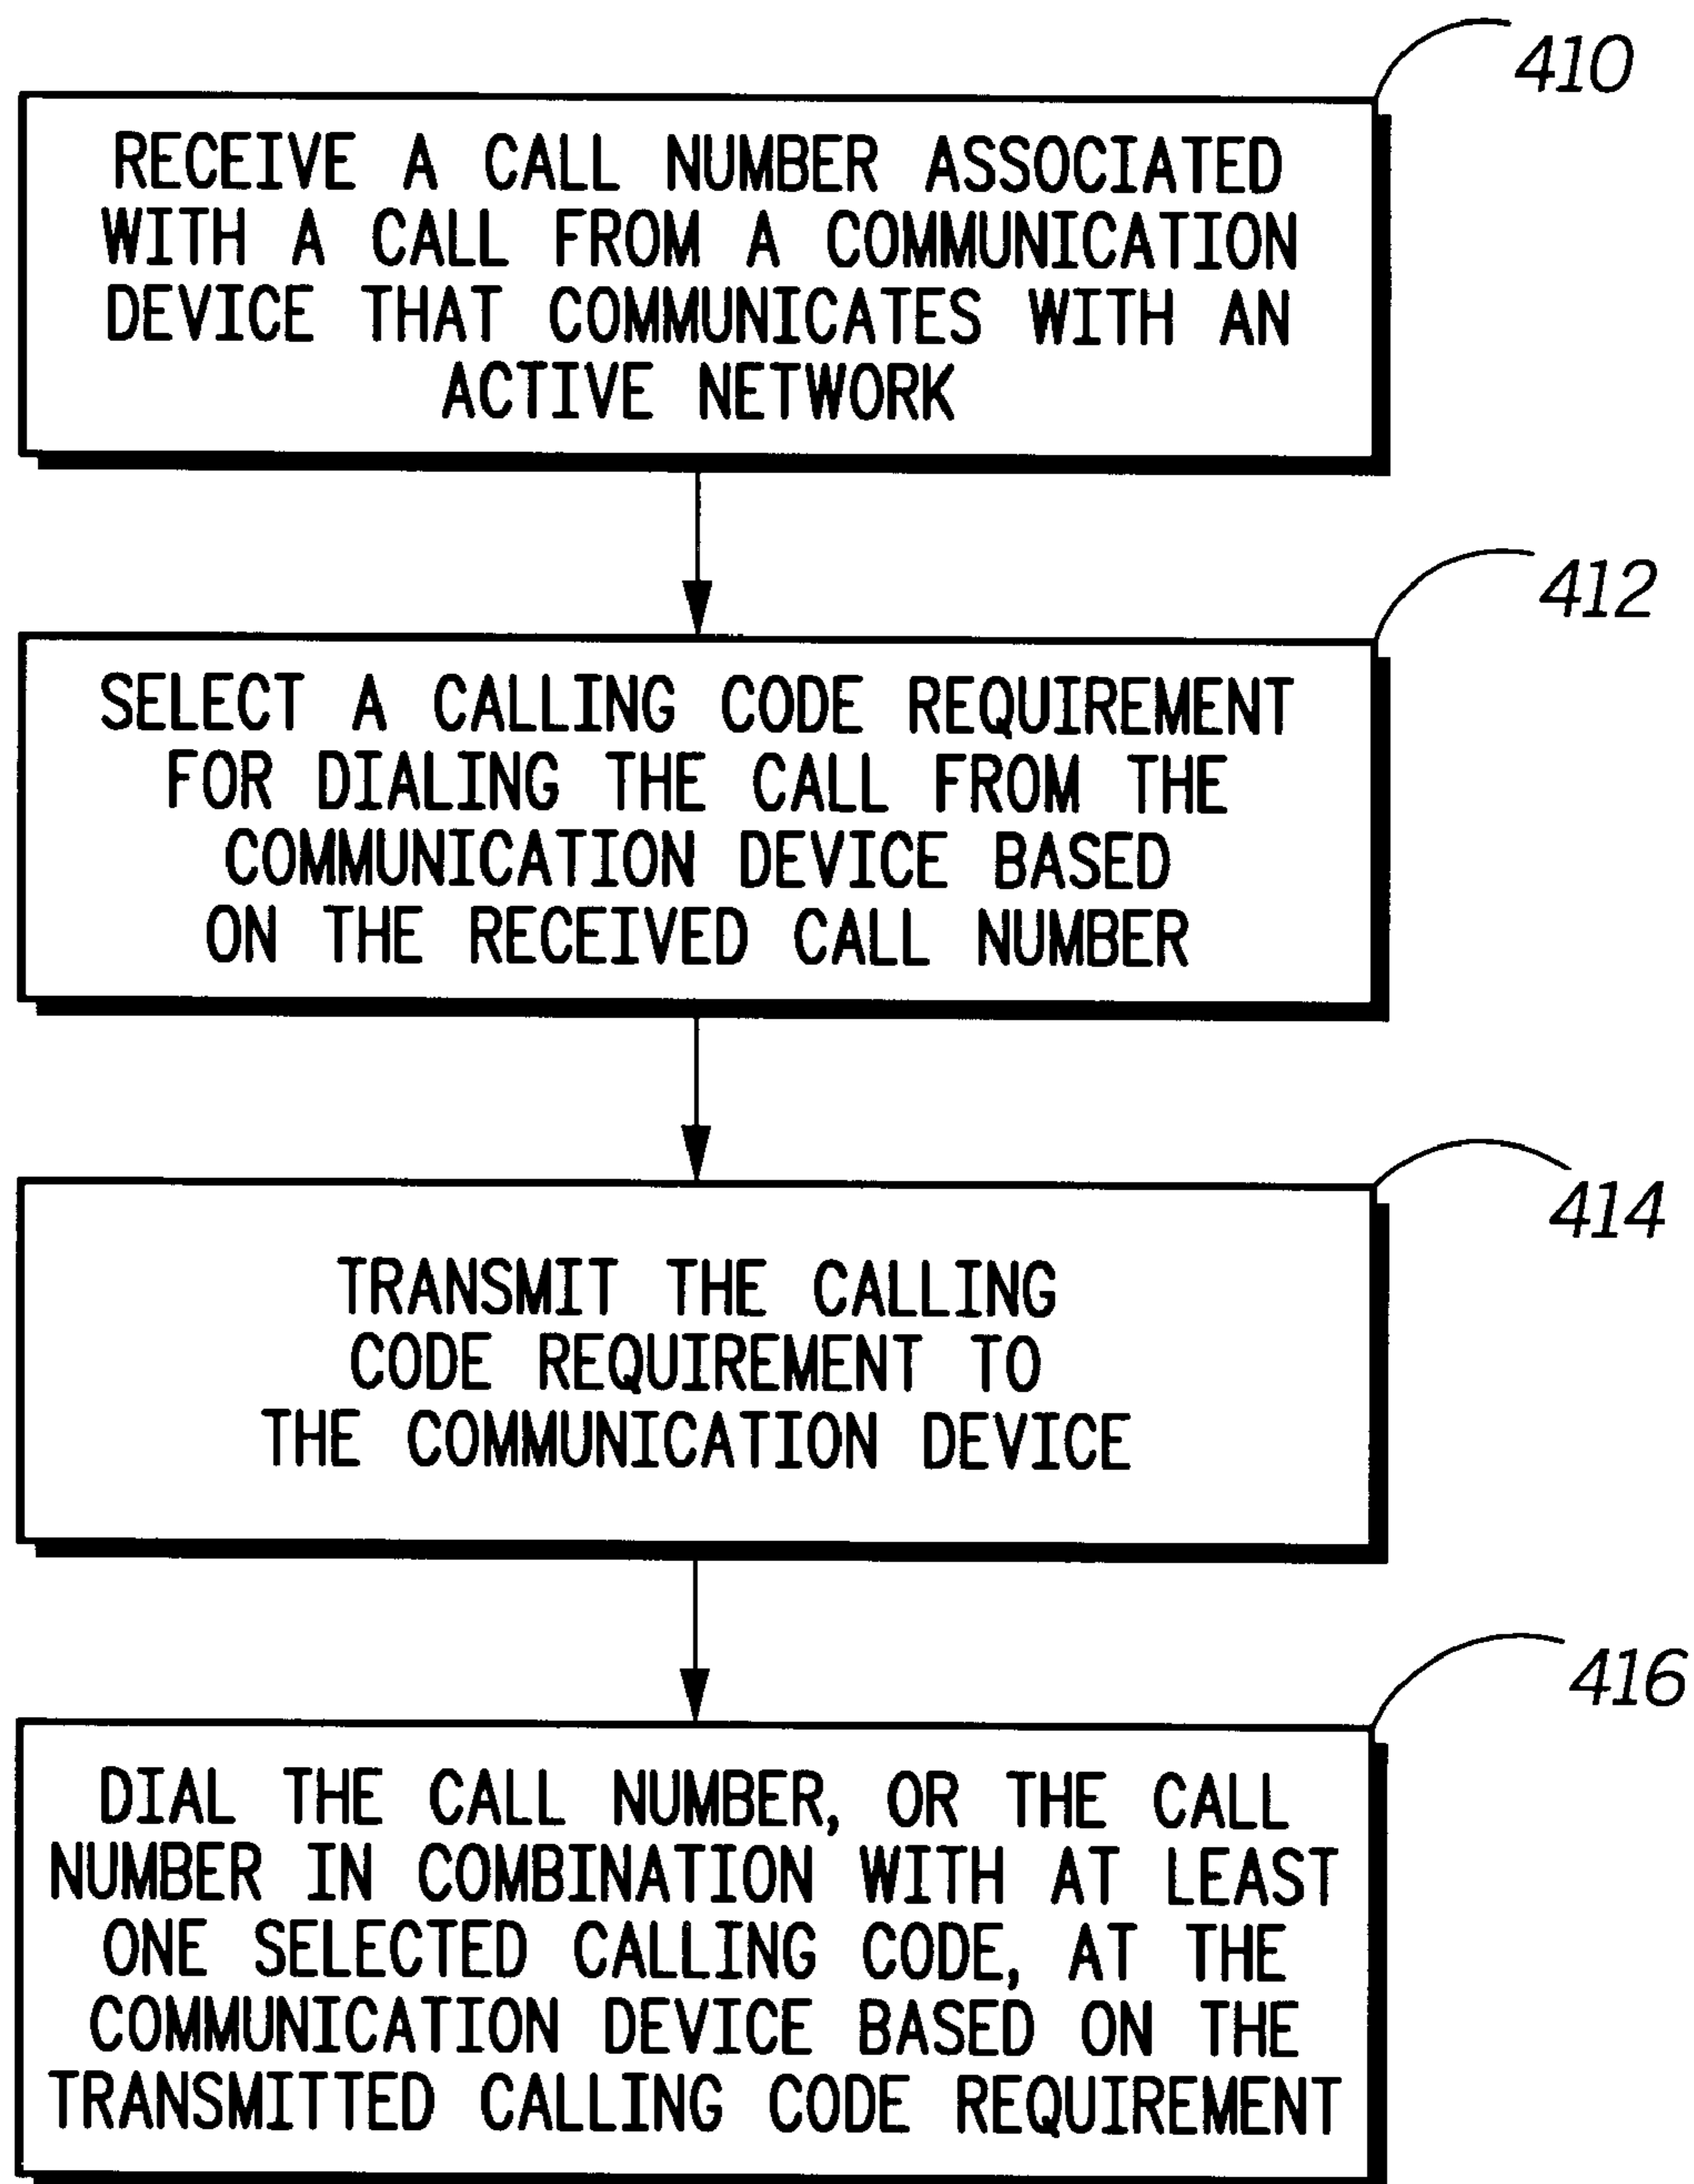 410
RECEIVE A CALL NUMBER ASSOCIATED
WITH A CALL FROM A COMMUNICATION
DEVICE THAT COMMUNICATES WITH AN
ACTIVE NETWORK
412
SELECT A CALLING CODE REQUIREMENT
FOR DIALING THE CALL FROM THE
COMMUNICATION DEVICE BASED
ON THE RECEIVED CALL NUMBER
414
TRANSMIT THE CALLING
CODE REQUIREMENT TO
THE COMMUNICATION DEVICE
416
DIAL THE CALL NUMBER, OR THE CALL
NUMBER IN COMBINATION WITH AT LEAST
ONE SELECTED CALLING CODE, AT THE
COMMUNICATION DEVICE BASED ON THE
TRANSMITTED CALLING CODE REQUIREMENT